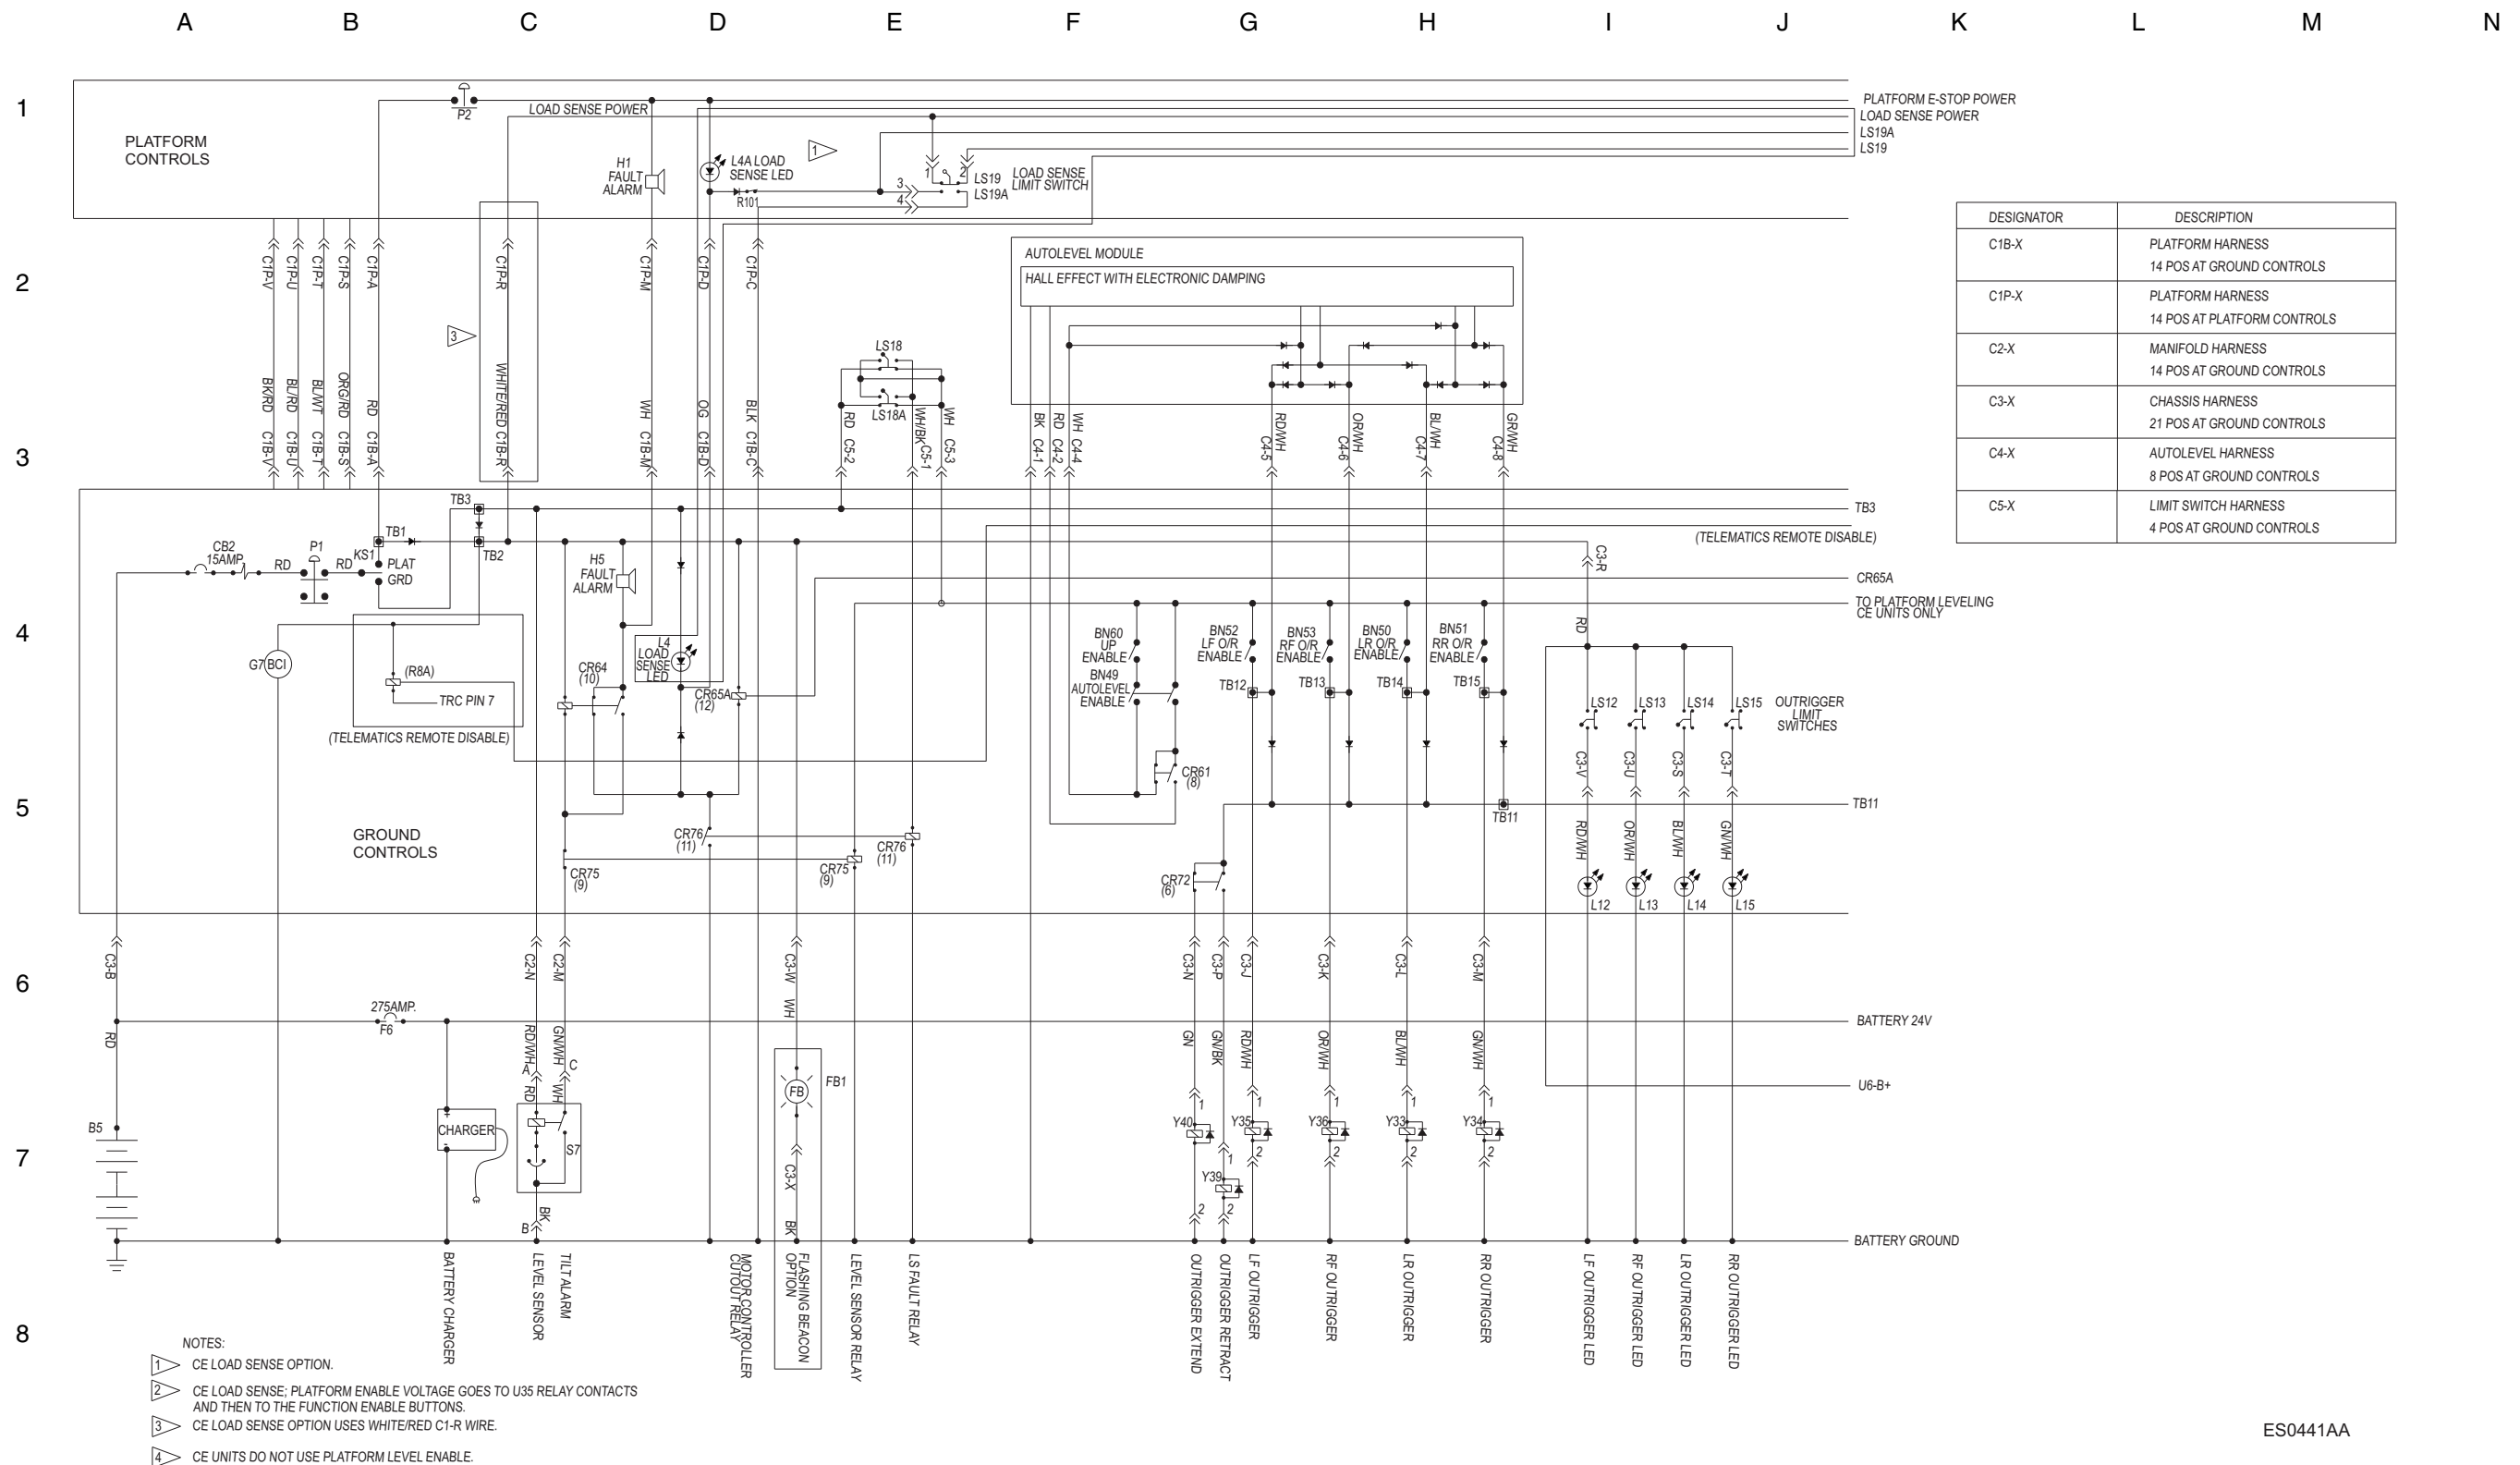 A B C D E F G H I J K L M N
1
2
3
4
5
6
7
8
PLATFORM
CONTROLS
P2
LOAD SENSE POWER
PLATFORM E-STOP POWER
LOAD SENSE POWER
LS19A
LS19
H1
FAULT
ALARM
L4A LOAD
SENSE LED
1
R101
3
4
1
2
LS19
LS19A
LOAD SENSE
LIMIT SWITCH
C1P-V
C1P-U
C1P-T
C1P-S
C1P-A
C1P-R
C1P-M
C1P-D
C1P-C
3
BK/RD C1B-V
BL/RD C1B-U
BL/WT C1B-T
ORG/RD C1B-S
RD C1B-A
WHITE/RED C1B-R
WH C1B-M
OG C1B-D
BLK C1B-C
LS18
LS18A
RD C5-2
WH/BK C5-1
WH C5-3
AUTOLEVEL MODULE
HALL EFFECT WITH ELECTRONIC DAMPING
BK C4-1
RD C4-2
WH C4-4
RD/WH C4-5
OR/WH C4-6
BL/WH C4-7
GR/WH C4-8
DESIGNATOR DESCRIPTION
C1B-X PLATFORM HARNESS
14 POS AT GROUND CONTROLS
C1P-X PLATFORM HARNESS
14 POS AT PLATFORM CONTROLS
C2-X MANIFOLD HARNESS
14 POS AT GROUND CONTROLS
C3-X CHASSIS HARNESS
21 POS AT GROUND CONTROLS
C4-X AUTOLEVEL HARNESS
8 POS AT GROUND CONTROLS
C5-X LIMIT SWITCH HARNESS
4 POS AT GROUND CONTROLS
TB3
TB1
TB2
TB3
(TELEMATICS REMOTE DISABLE)
CB2
15AMP.
RD
P1
RD
KS1
PLAT
GRD
H5
FAULT
ALARM
C3-R
CR65A
TO PLATFORM LEVELING
CE UNITS ONLY
G7
BCI
(R8A)
TRC PIN 7
(TELEMATICS REMOTE DISABLE)
CR64
(10)
L4
LOAD
SENSE
LED
CR65A
(12)
BN60
UP
ENABLE
BN49
AUTOLEVEL
ENABLE
BN52
LF O/R
ENABLE
BN53
RF O/R
ENABLE
BN50
LR O/R
ENABLE
BN51
RR O/R
ENABLE
RD
TB12
TB13
TB14
TB15
LS12
LS13
LS14
LS15
OUTRIGGER
LIMIT
SWITCHES
CR61
(8)
C3-V
C3-U
C3-S
C3-T
TB11
TB11
GROUND
CONTROLS
CR76
(11)
CR75
(9)
CR75
(9)
CR76
(11)
CR72
(6)
RD/WH
OR/WH
BL/WH
GN/WH
L12
L13
L14
L15
C3-B
C2-N
C2-M
C3-W
C3-N
C3-P
C3-J
C3-K
C3-L
C3-M
275AMP.
F6
BATTERY 24V
RD
RD/WH
GN/WH
WH
GN
GN/BK
RD/WH
OR/WH
BL/WH
GN/WH
A
C
RD
WH
FB
FB1
U6-B+
B5
+
CHARGER
-
S7
Y40
1
Y35
1
Y36
1
Y33
1
Y34
1
2
2
2
2
Y39
1
2
2
C3-X
BK
B
BK
BATTERY GROUND
BATTERY CHARGER
LEVEL SENSOR
TILT ALARM
MOTOR CONTROLLER
CUTOUT RELAY
FLASHING BEACON
OPTION
LEVEL SENSOR RELAY
LS FAULT RELAY
OUTRIGGER EXTEND
OUTRIGGER RETRACT
LF OUTRIGGER
RF OUTRIGGER
LR OUTRIGGER
RR OUTRIGGER
LF OUTRIGGER LED
RF OUTRIGGER LED
LR OUTRIGGER LED
RR OUTRIGGER LED
NOTES:
1 CE LOAD SENSE OPTION.
2 CE LOAD SENSE; PLATFORM ENABLE VOLTAGE GOES TO U35 RELAY CONTACTS
AND THEN TO THE FUNCTION ENABLE BUTTONS.
3 CE LOAD SENSE OPTION USES WHITE/RED C1-R WIRE.
4 CE UNITS DO NOT USE PLATFORM LEVEL ENABLE.
ES0441AA